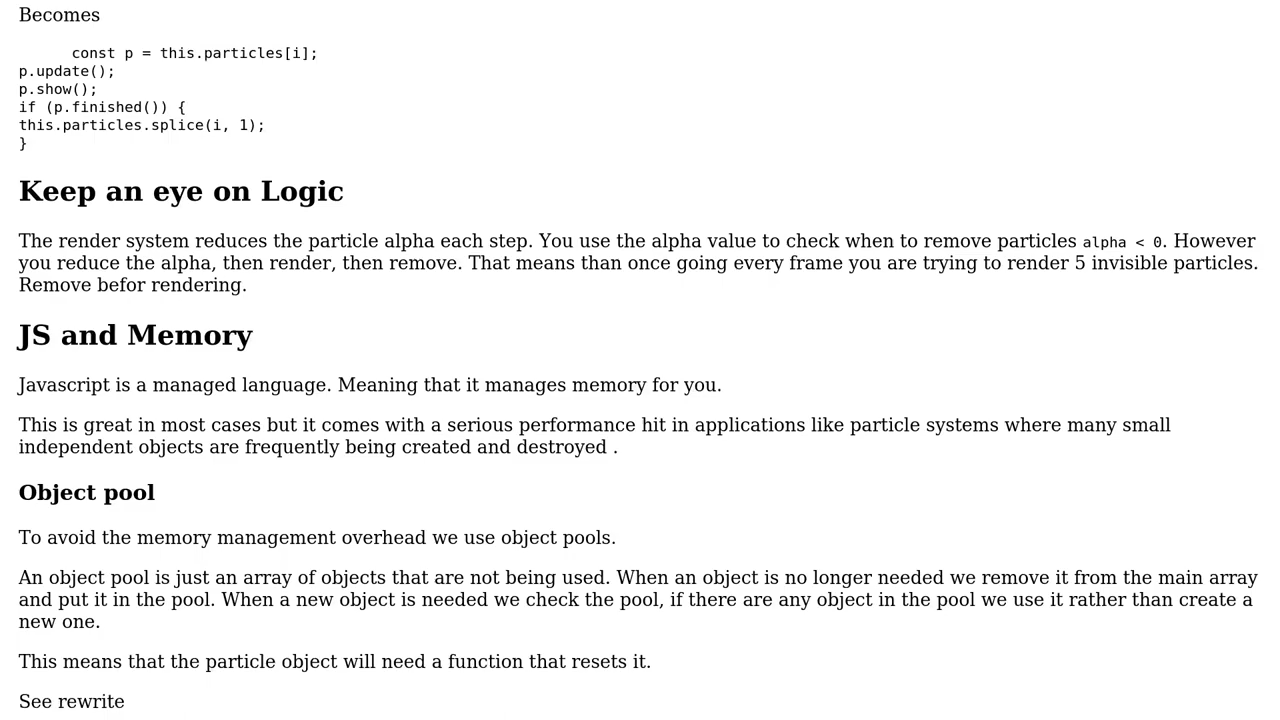 Becomes
const p = this.particles[i];
p.update();
p.show();
if (p.finished()) {
this.particles.splice(i, 1);
}
Keep an eye on Logic
The render system reduces the particle alpha each step. You use the alpha value to check when to remove particles alpha < 0. However
you reduce the alpha, then render, then remove. That means than once going every frame you are trying to render 5 invisible particles.
Remove befor rendering.
JS and Memory
Javascript is a managed language. Meaning that it manages memory for you.
This is great in most cases but it comes with a serious performance hit in applications like particle systems where many small
independent objects are frequently being created and destroyed .
Object pool
To avoid the memory management overhead we use object pools.
An object pool is just an array of objects that are not being used. When an object is no longer needed we remove it from the main array
and put it in the pool. When a new object is needed we check the pool, if there are any object in the pool we use it rather than create a
new one.
This means that the particle object will need a function that resets it.
See rewrite